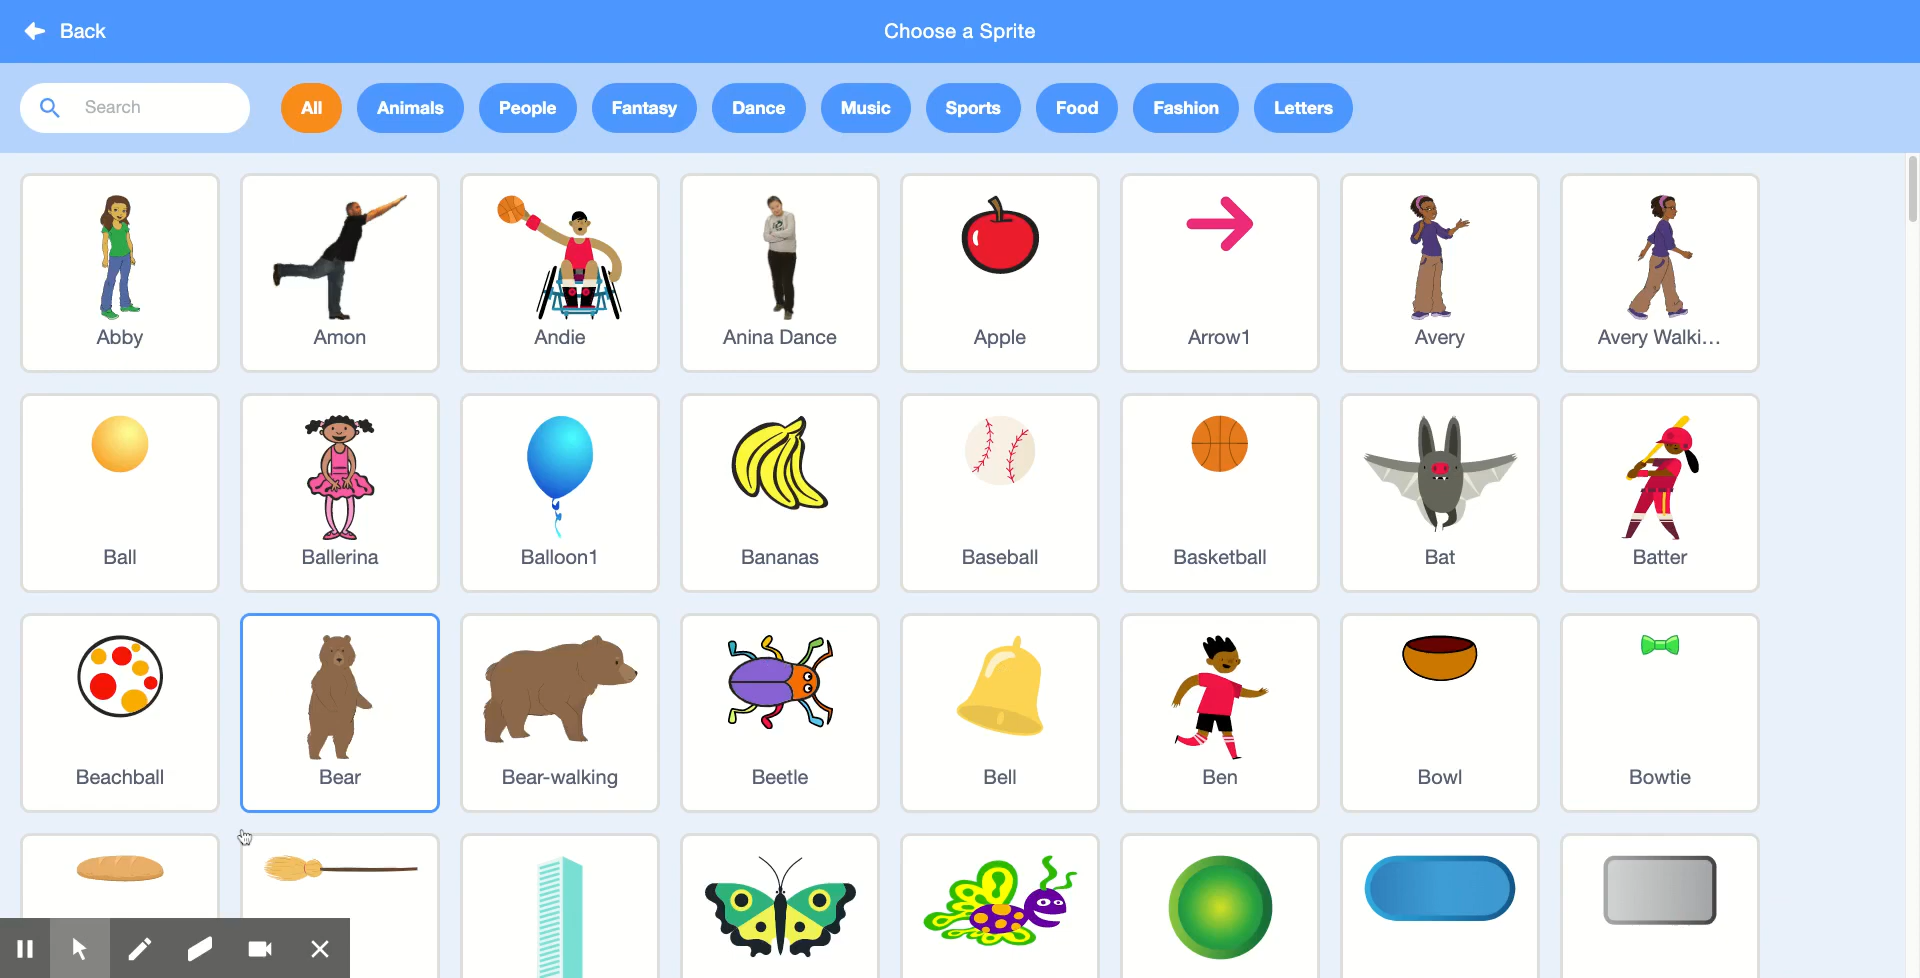 Back
Choose a Sprite
Search
All
Animals
People
Fantasy
Dance
Music
Sports
Food
Fashion
Letters
Abby
Amon
Andie
Anina Dance
Apple
Arrow1
Avery
Avery Walki...
Ball
Ballerina
Balloon1
Bananas
Baseball
Basketball
Bat
Batter
Beachball
Bear
Bear-walking
Beetle
Bell
Ben
Bowl
Bowtie